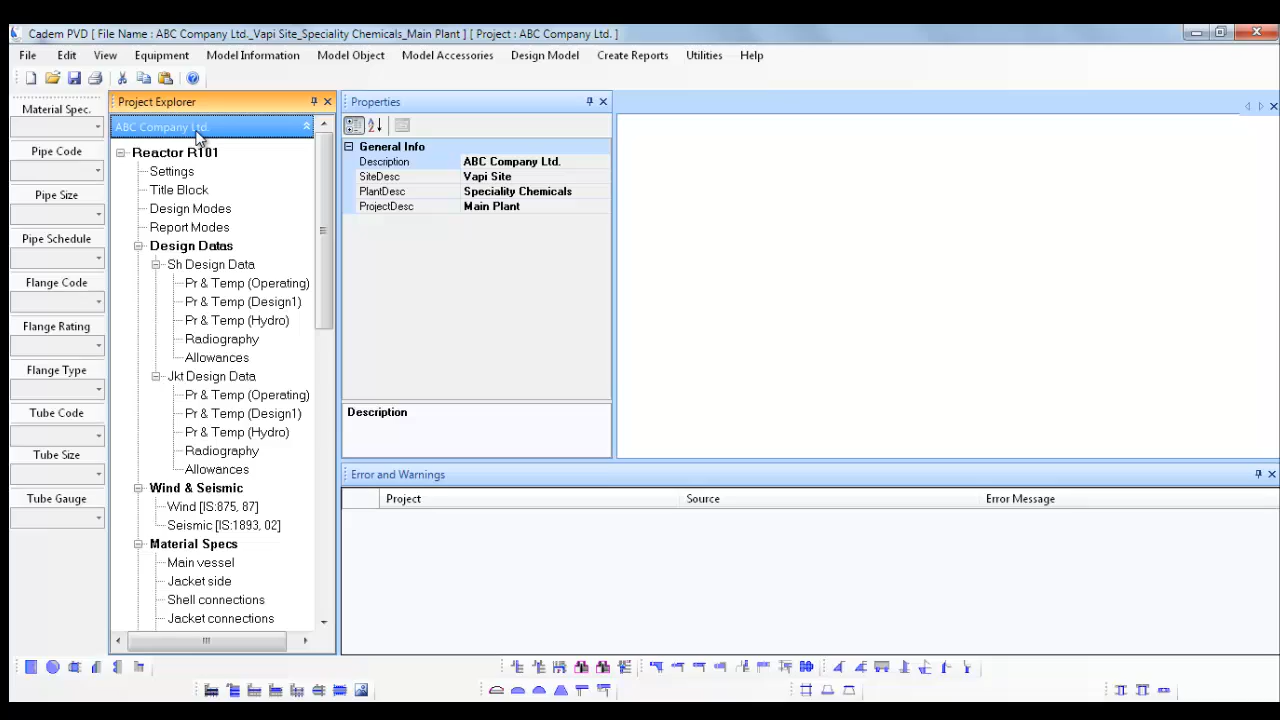 Cadem PVD [ File Name : ABC Company Ltd._Vapi Site_Speciality Chemicals_Main Plant ] [ Project : ABC Company Ltd. ]
File Edit View Equipment Model Information Model Object Model Accessories Design Model Create Reports Utilities Help
Material Spec.
Pipe Code
Pipe Size
Pipe Schedule
Flange Code
Flange Rating
Flange Type
Tube Code
Tube Size
Tube Gauge
Project Explorer
ABC Company Ltd.
Reactor R101
Settings
Title Block
Design Modes
Report Modes
Design Datas
Sh Design Data
Pr & Temp (Operating)
Pr & Temp (Design1)
Pr & Temp (Hydro)
Radiography
Allowances
Jkt Design Data
Pr & Temp (Operating)
Pr & Temp (Design1)
Pr & Temp (Hydro)
Radiography
Allowances
Wind & Seismic
Wind [IS:875, 87]
Seismic [IS:1893, 02]
Material Specs
Main vessel
Jacket side
Shell connections
Jacket connections
Properties
General Info
Description ABC Company Ltd.
SiteDesc Vapi Site
PlantDesc Speciality Chemicals
ProjectDesc Main Plant
Description
Error and Warnings
Project Source Error Message